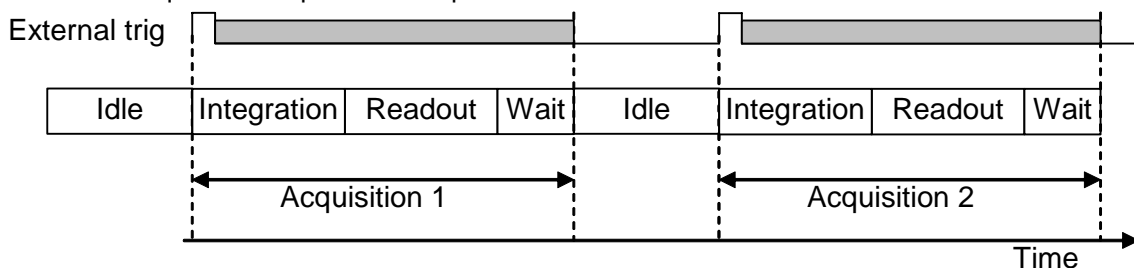 External trig
Idle Integration Readout Wait Idle Integration Readout Wait
Acquisition 1 Acquisition 2
Time